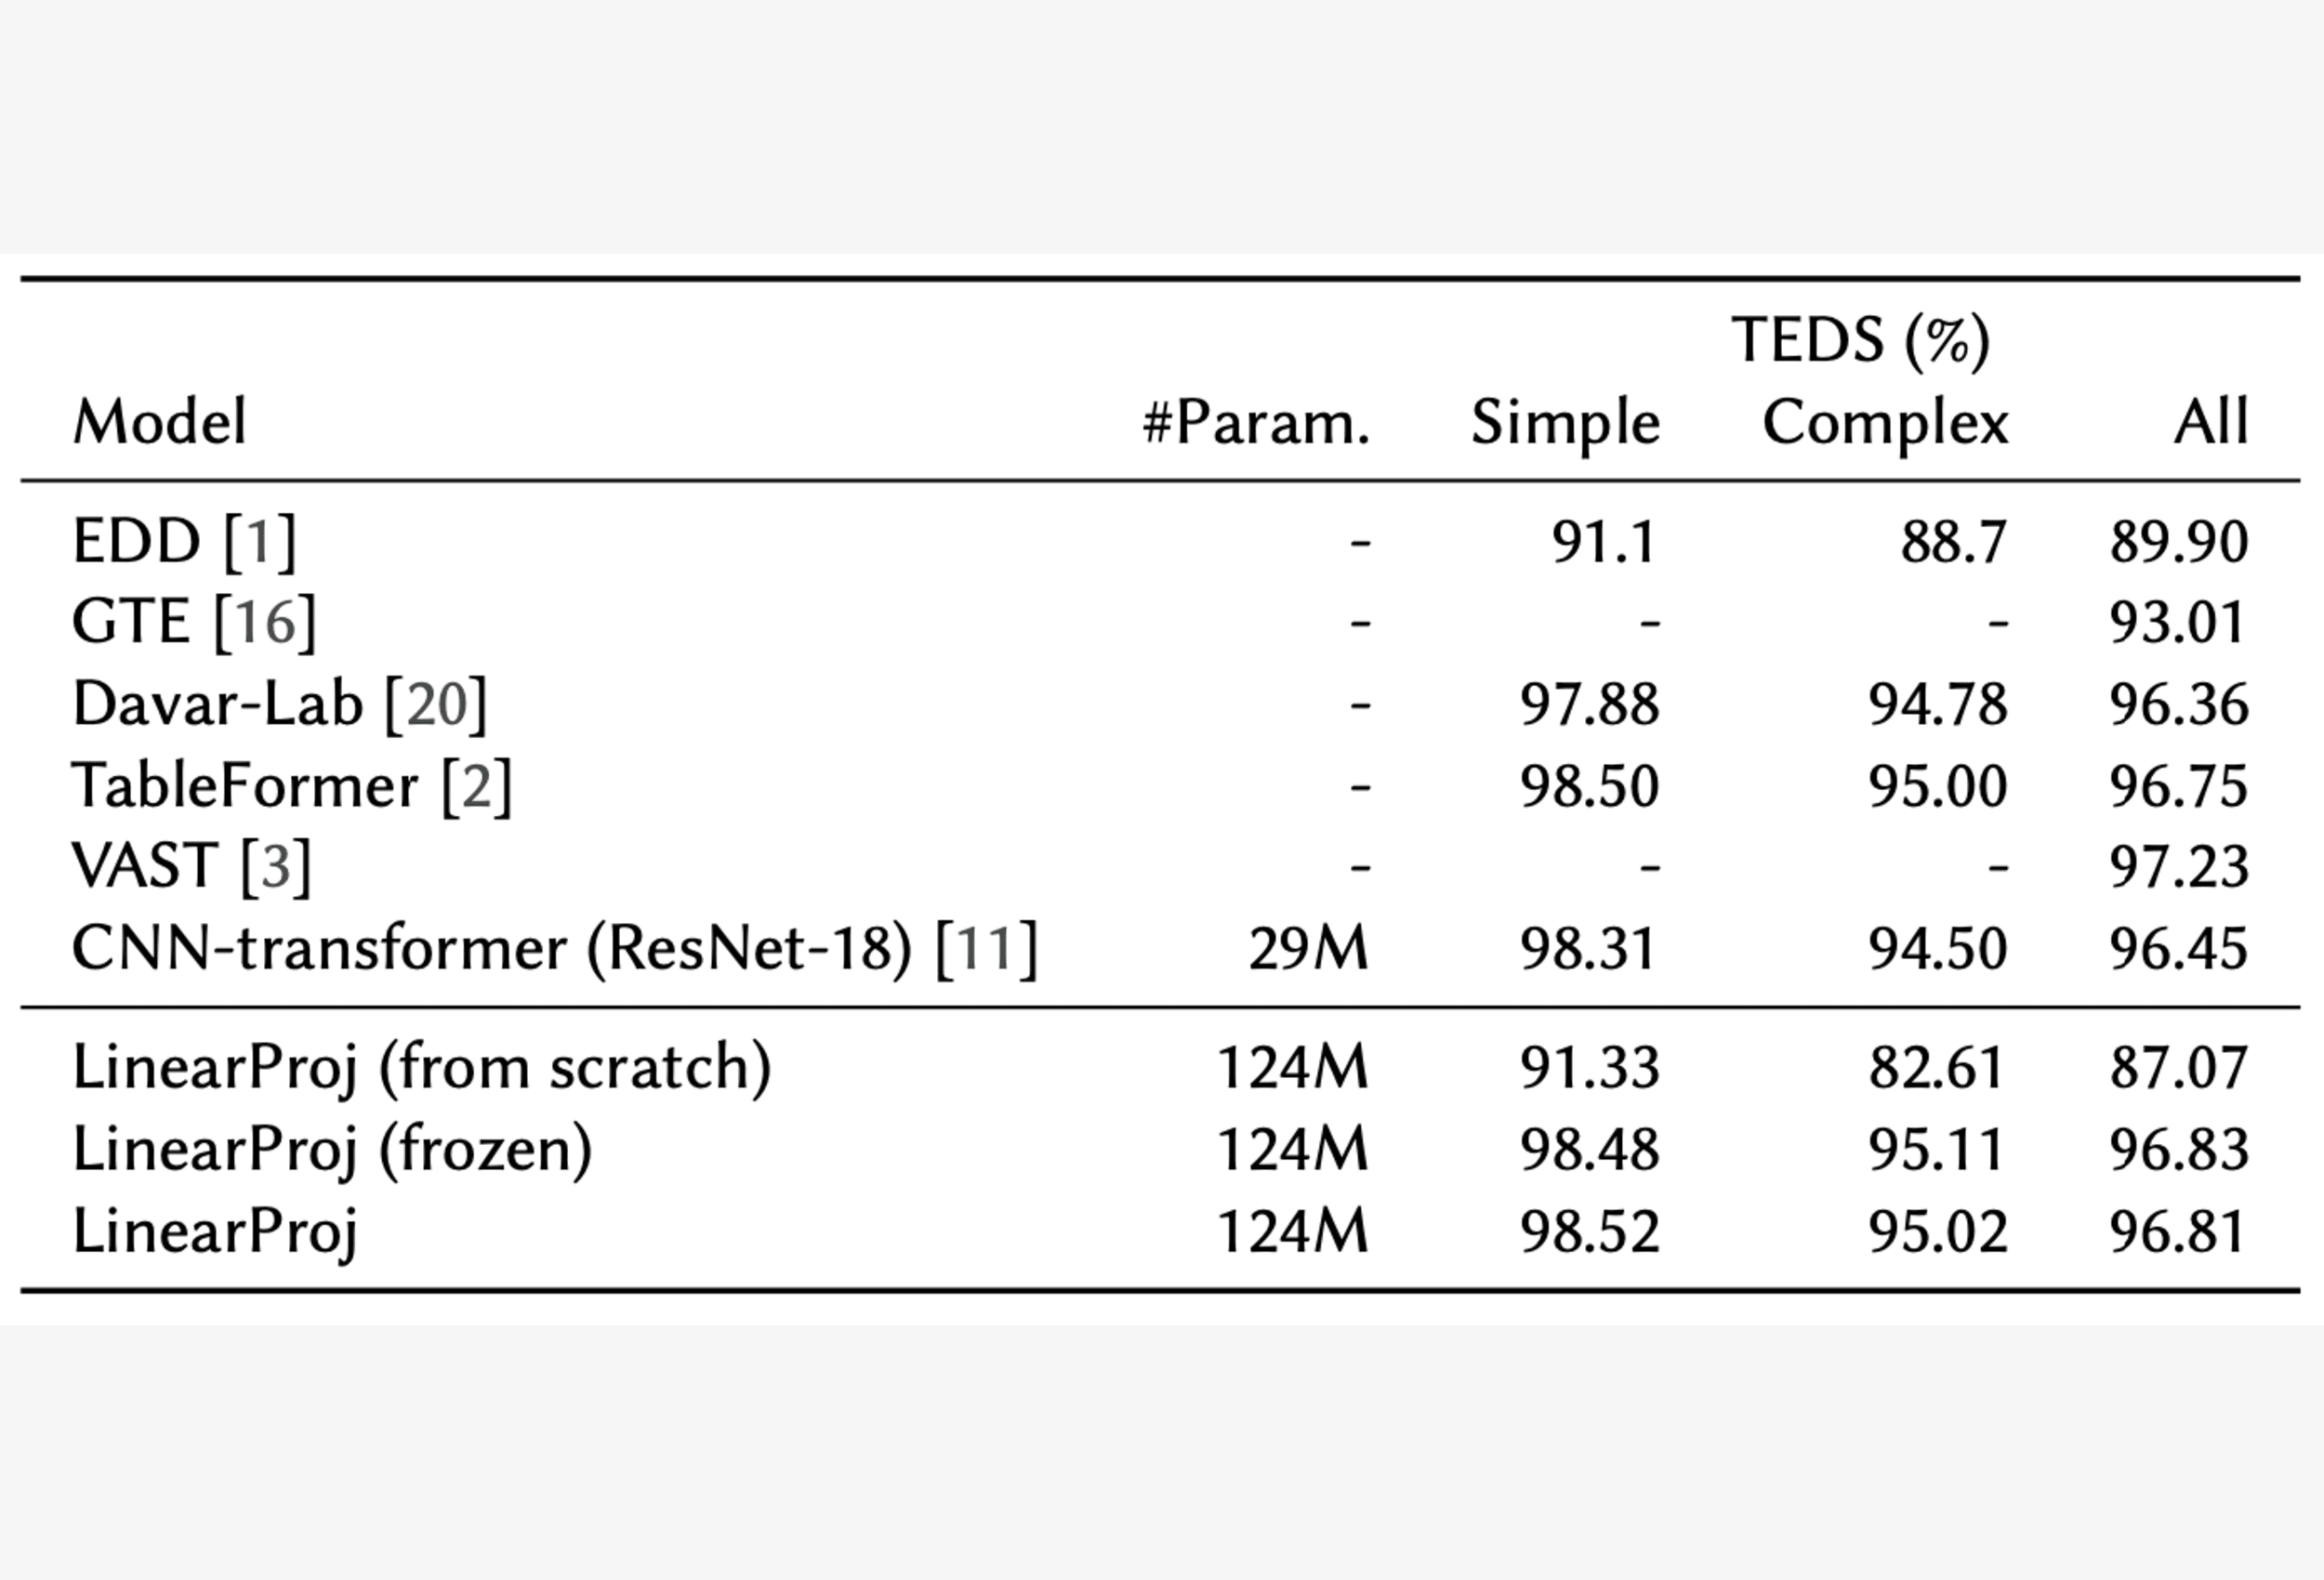 TEDS (%)
Model #Param. Simple Complex All
EDD [1] - 91.1 88.7 89.90
GTE [16] - - - 93.01
Davar-Lab [20] - 97.88 94.78 96.36
TableFormer [2] - 98.50 95.00 96.75
VAST [3] - - - 97.23
CNN-transformer (ResNet-18) [11] 29M 98.31 94.50 96.45
LinearProj (from scratch) 124M 91.33 82.61 87.07
LinearProj (frozen) 124M 98.48 95.11 96.83
LinearProj 124M 98.52 95.02 96.81